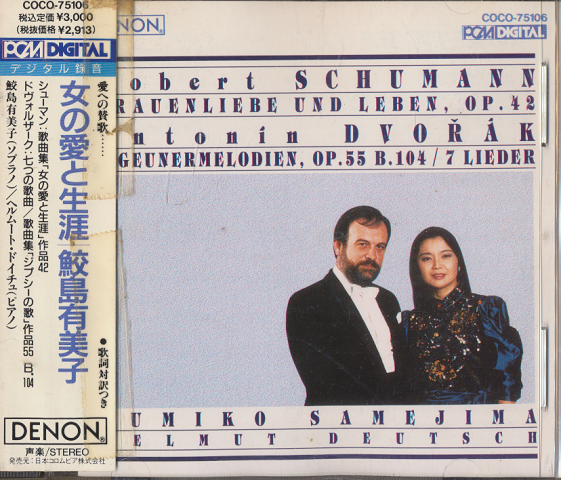 COCO-75106
税込定価 ¥3,000
(税抜価格 ¥2,913)
PCM DIGITAL
デジタル録音
愛への賛歌……
女の愛と生涯 鮫島有美子
シューマン:歌曲集「女の愛と生涯」作品42
ドヴォルザーク:七つの歌曲/歌曲集「ジプシーの歌」作品55 B.104
鮫島有美子(ソプラノ)/ヘルムート・ドイチュ(ピアノ)
●歌詞対訳つき
DENON®
声楽/STEREO
発売元:日本コロムビア株式会社
ENON®
COCO-75106
PCM DIGITAL
obert SCHUMANN
RAUENLIEBE UND LEBEN, OP.42
ntonín DVOŘÁK
GEUNERMELODIEN, OP.55 B.104/7 LIEDER
UMIKO SAMEJIMA
ELMUT DEUTSCH